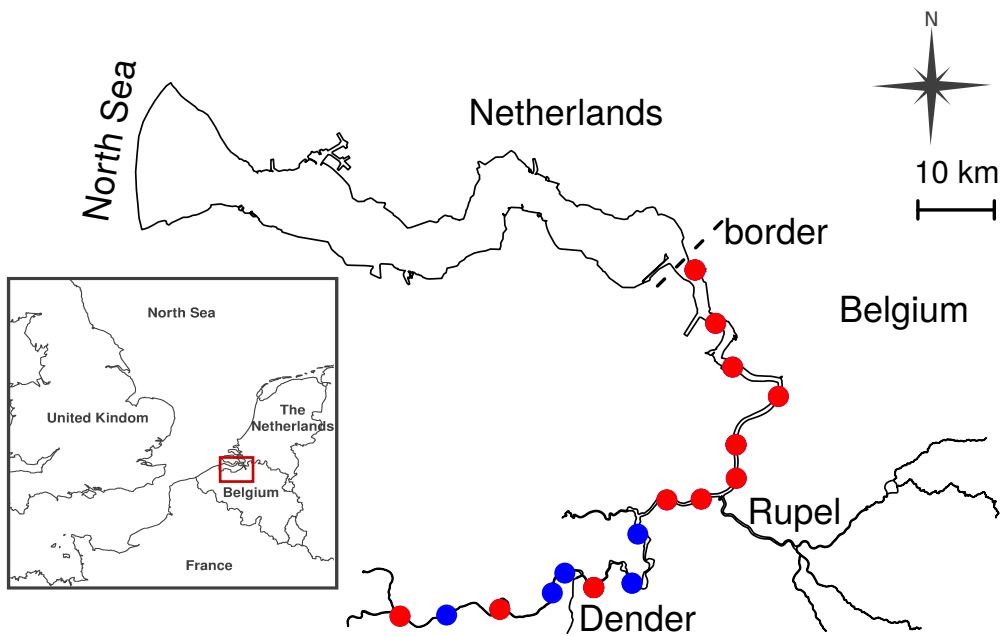 N
Netherlands
North Sea
10 km
border
Belgium
North Sea
United Kindom
The
Netherlands
Belgium
France
Rupel
Dender